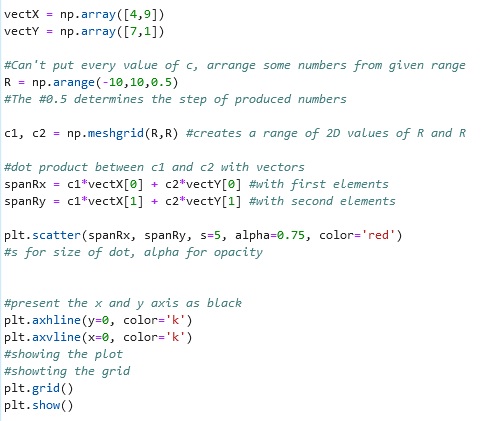 vectX = np.array([4,9])
vectY = np.array([7,1])
#Can't put every value of c, arrange some numbers from given range
R = np.arange(-10,10,0.5)
#The #0.5 determines the step of produced numbers
c1, c2 = np.meshgrid(R,R) #creates a range of 2D values of R and R
#dot product between c1 and c2 with vectors
spanRx = c1*vectX[0] + c2*vectY[0] #with first elements
spanRy = c1*vectX[1] + c2*vectY[1] #with second elements
plt.scatter(spanRx, spanRy, s=5, alpha=0.75, color='red')
#s for size of dot, alpha for opacity
#present the x and y axis as black
plt.axhline(y=0, color='k')
plt.axvline(x=0, color='k')
#showing the plot
#showting the grid
plt.grid()
plt.show()